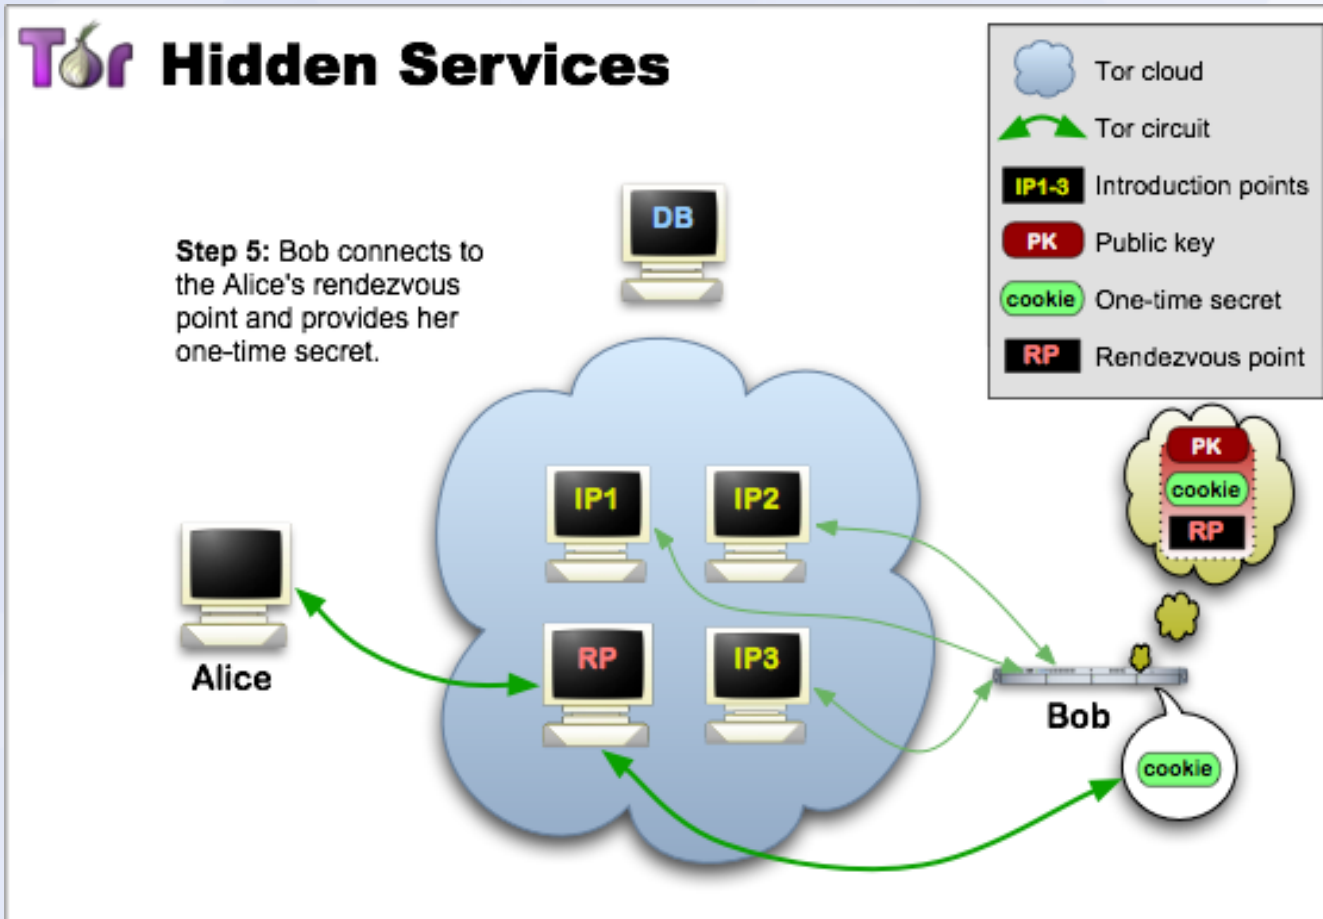 Tor Hidden Services
Tor cloud
Tor circuit
IP1-3 Introduction points
PK Public key
cookie One-time secret
RP Rendezvous point
Step 5: Bob connects to
the Alice's rendezvous
point and provides her
one-time secret.
DB
IP1
IP2
RP
IP3
Alice
Bob
PK
cookie
RP
cookie